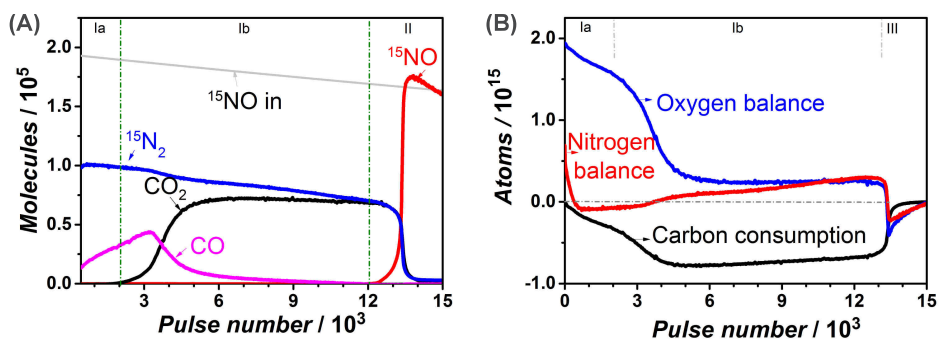 (A)
Ia
Ib
II
¹⁵NO
¹⁵NO in
¹⁵N₂
CO₂
CO
2.0
1.5
1.0
0.5
0.0
Molecules / 10⁵
3
6
9
12
15
Pulse number / 10³
(B)
Ia
Ib
III
Oxygen balance
Nitrogen
balance
Carbon consumption
2.0
1.0
0.0
-1.0
Atoms / 10¹⁵
0
3
6
9
12
15
Pulse number / 10³